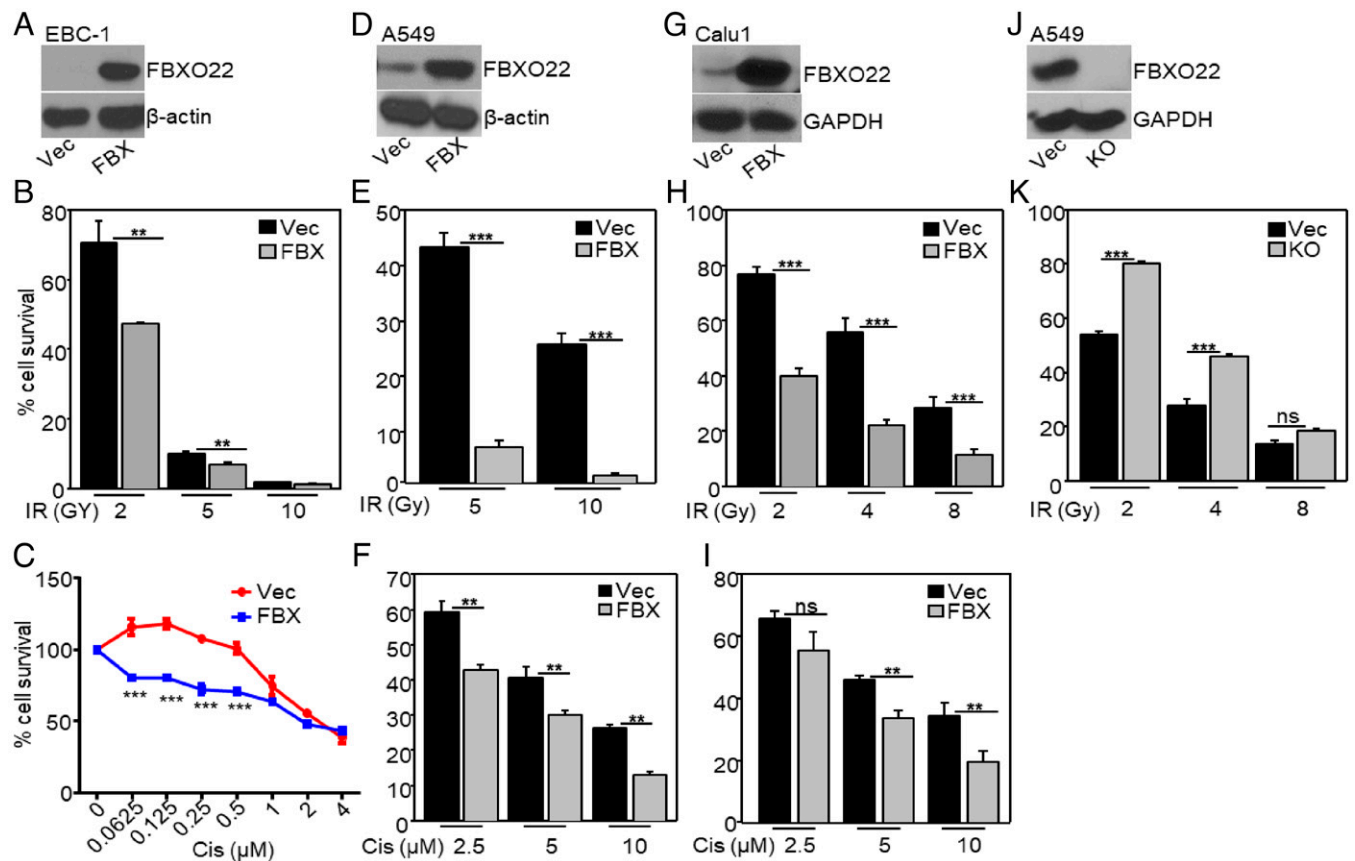 A
EBC-1
FBXO22
β-actin
Vec
FBX
D
A549
FBXO22
β-actin
Vec
FBX
G
Calu1
FBXO22
GAPDH
Vec
FBX
J
A549
FBXO22
GAPDH
Vec
KO
B
80
60
40
20
0
% cell survival
Vec
FBX
**
**
IR (GY) 2 5 10
E
50
40
30
20
10
0
Vec
FBX
***
***
IR (Gy) 5 10
H
100
80
60
40
20
0
Vec
FBX
***
***
***
IR (Gy) 2 4 8
K
100
80
60
40
20
0
Vec
KO
***
***
ns
IR (Gy) 2 4 8
C
150
100
50
0
% cell survival
Vec
FBX
*** *** *** ***
0 0.0625 0.125 0.25 0.5 1 2 4
Cis (μM)
F
70
60
50
40
30
20
10
0
Vec
FBX
**
**
**
Cis (μM) 2.5 5 10
I
80
60
40
20
0
Vec
FBX
ns
**
**
Cis (μM) 2.5 5 10